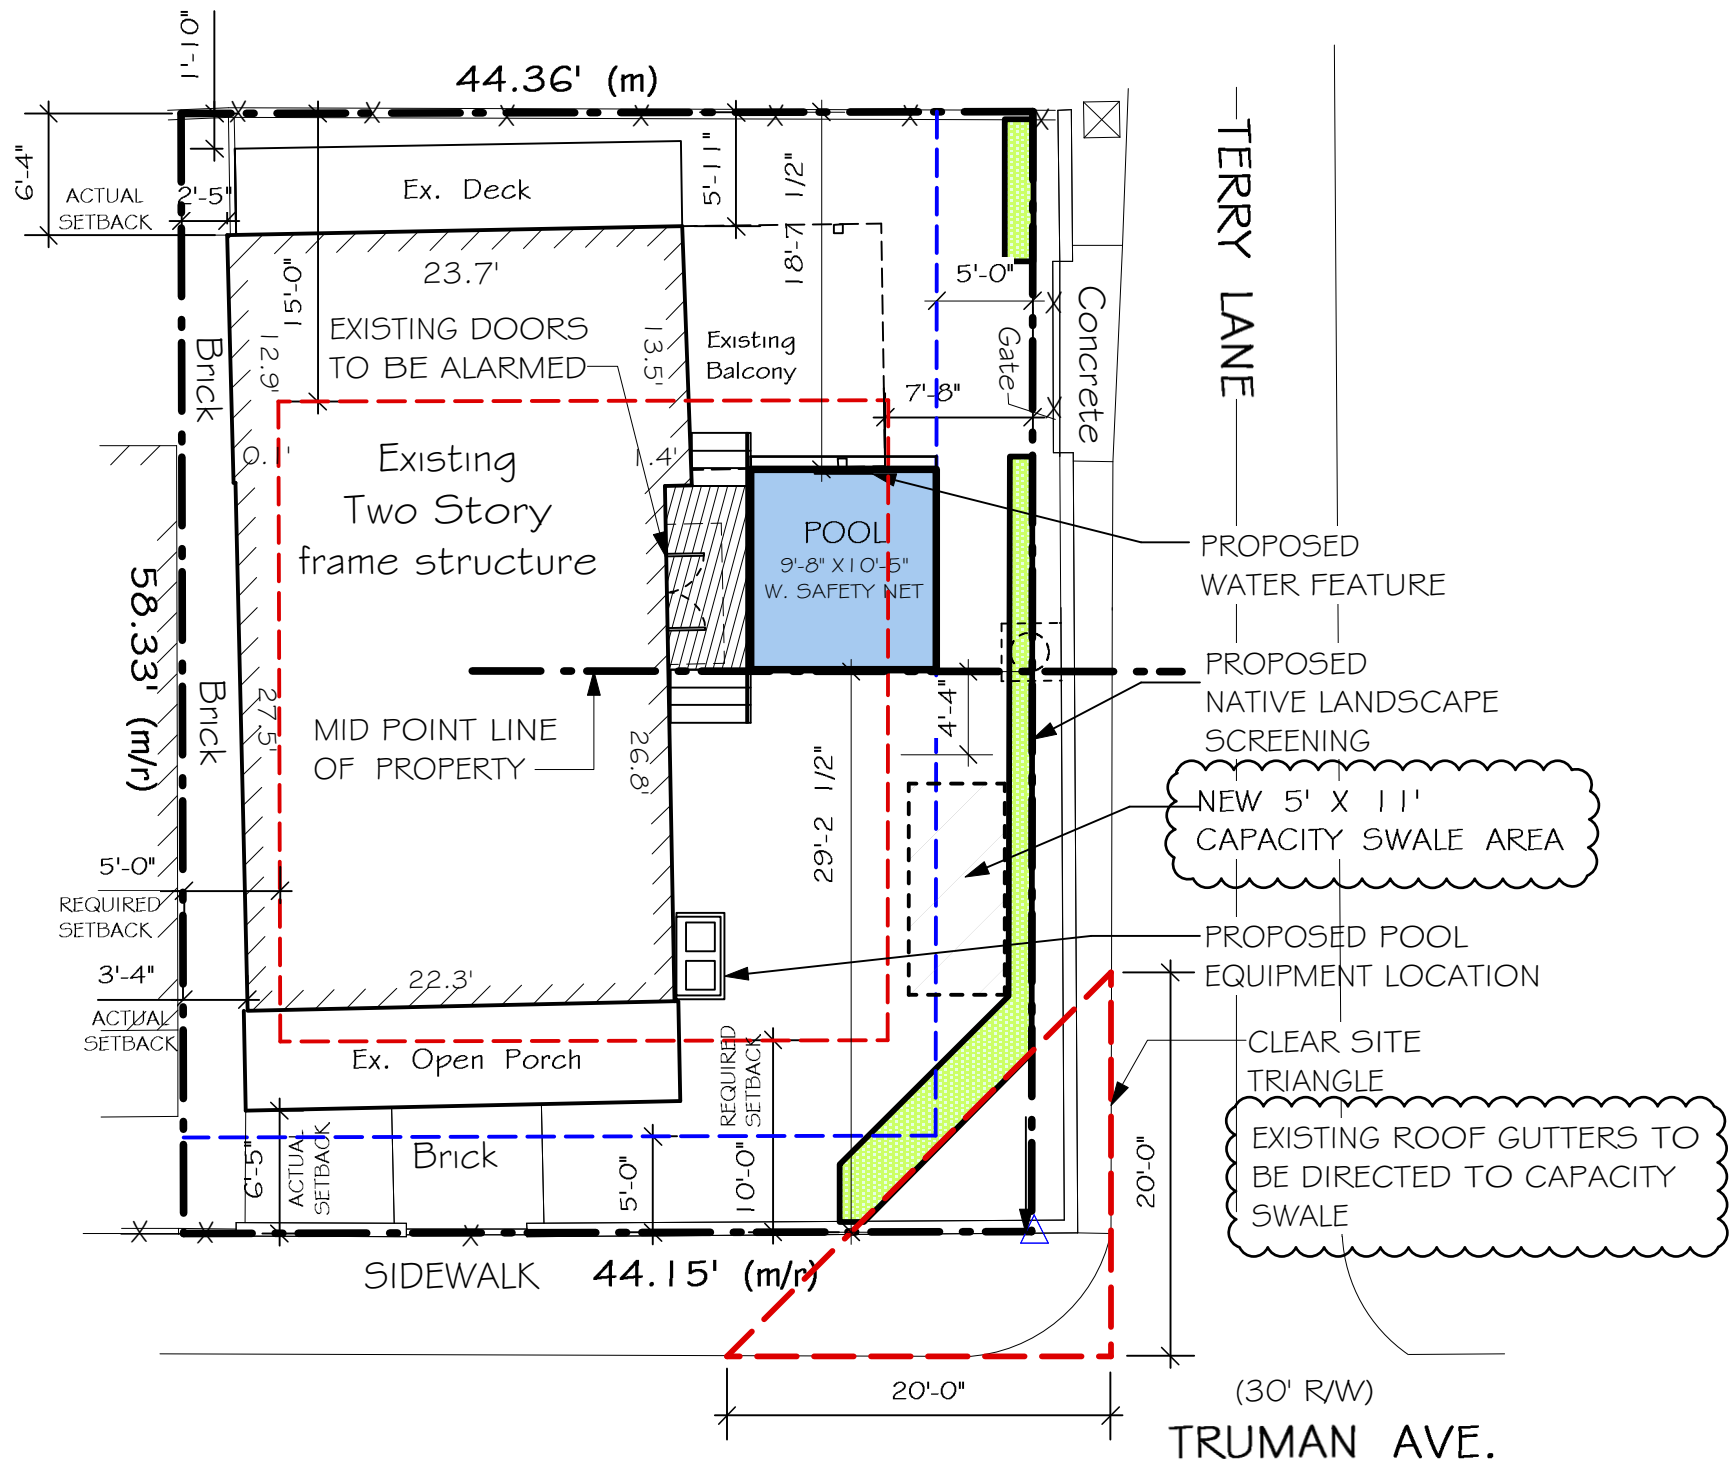 1'-10"
44.36' (m)
6'-4"
ACTUAL
SETBACK
2'-5"
Ex. Deck
5'-11"
18'-7 1/2"
TERRY LANE
23.7'
15'-0"
5'-0"
EXISTING DOORS
TO BE ALARMED
12.9'
13.5'
Existing
Balcony
Gate
Concrete
Brick
7'-8"
0.1'
1.4'
Existing
Two Story
frame structure
POOL
9'-8" X10'-5"
W. SAFETY NET
PROPOSED
WATER FEATURE
58.33' (m/r)
Brick
27.5'
26.8'
MID POINT LINE
OF PROPERTY
4'-4"
29'-2 1/2"
PROPOSED
NATIVE LANDSCAPE
SCREENING
NEW 5' X 11'
CAPACITY SWALE AREA
5'-0"
REQUIRED
SETBACK
3'-4"
ACTUAL
SETBACK
22.3'
PROPOSED POOL
EQUIPMENT LOCATION
Ex. Open Porch
REQUIRED
SETBACK
CLEAR SITE
TRIANGLE
6'-5"
ACTUAL
SETBACK
Brick
5'-0"
10'-0"
20'-0"
EXISTING ROOF GUTTERS TO
BE DIRECTED TO CAPACITY
SWALE
SIDEWALK
44.15' (m/r)
20'-0"
(30' R/W)
TRUMAN AVE.